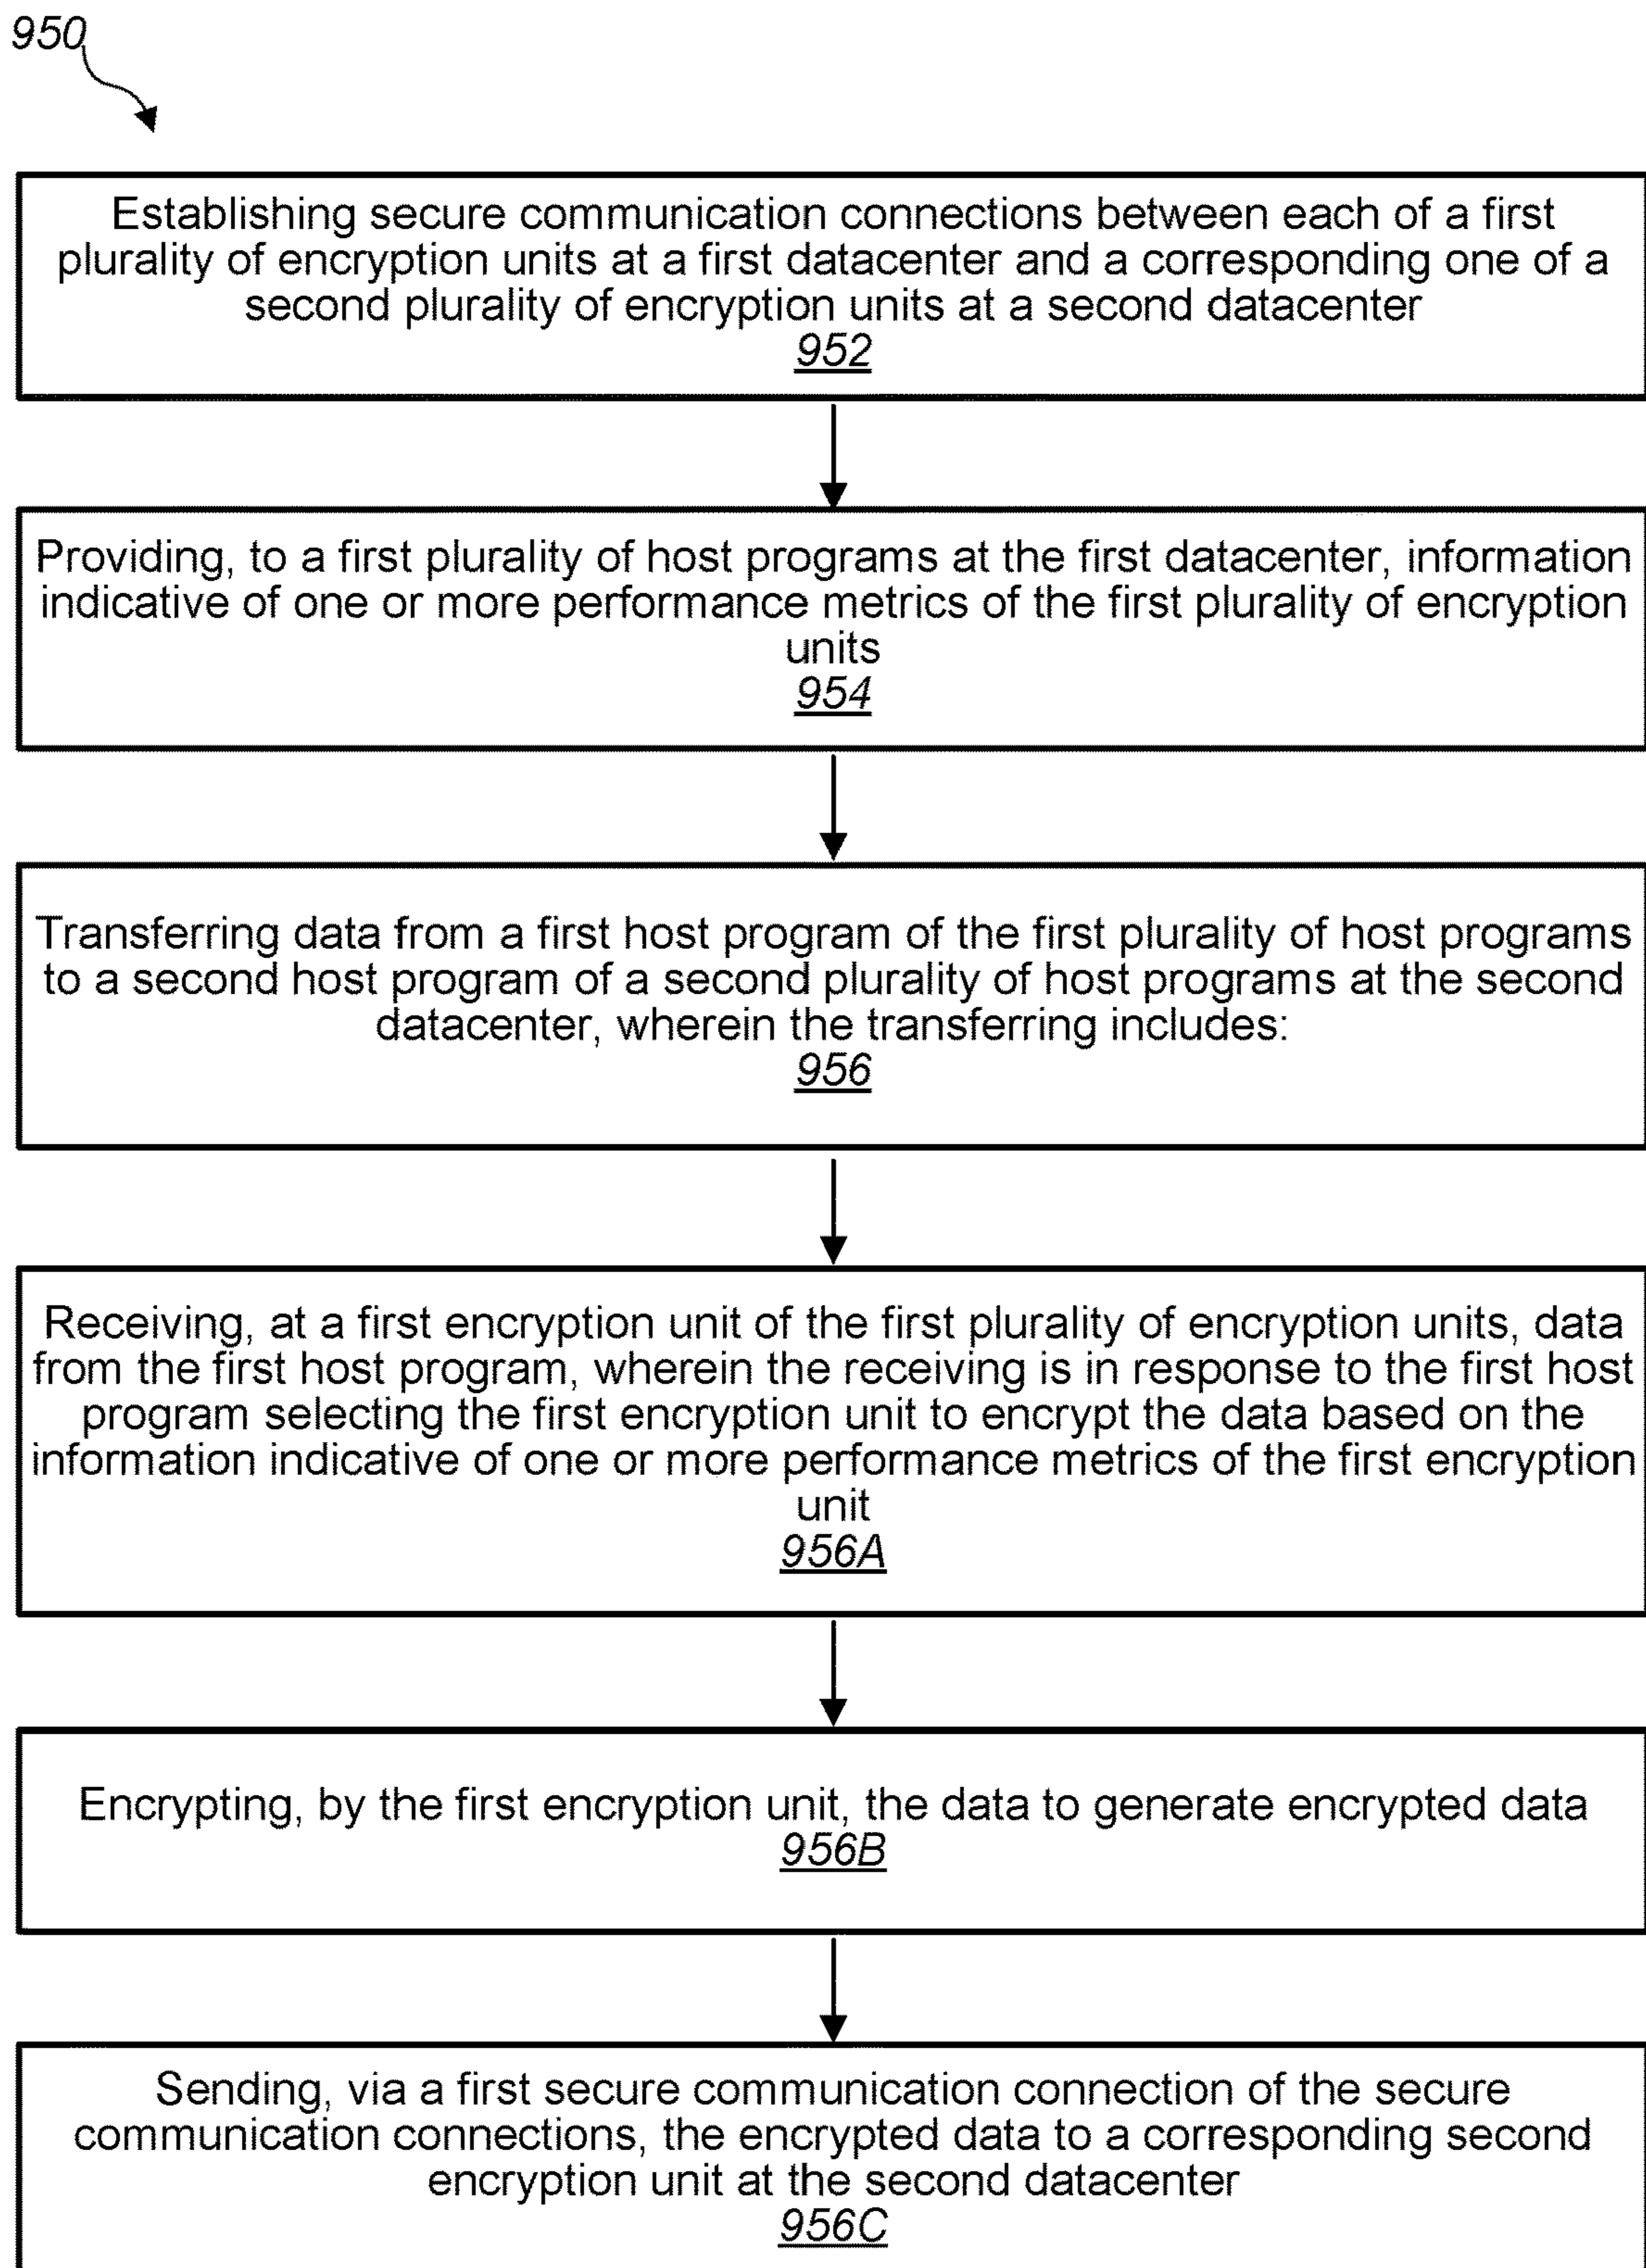 950
Establishing secure communication connections between each of a first
plurality of encryption units at a first datacenter and a corresponding one of a
second plurality of encryption units at a second datacenter
952
Providing, to a first plurality of host programs at the first datacenter, information
indicative of one or more performance metrics of the first plurality of encryption
units
954
Transferring data from a first host program of the first plurality of host programs
to a second host program of a second plurality of host programs at the second
datacenter, wherein the transferring includes:
956
Receiving, at a first encryption unit of the first plurality of encryption units, data
from the first host program, wherein the receiving is in response to the first host
program selecting the first encryption unit to encrypt the data based on the
information indicative of one or more performance metrics of the first encryption
unit
956A
Encrypting, by the first encryption unit, the data to generate encrypted data
956B
Sending, via a first secure communication connection of the secure
communication connections, the encrypted data to a corresponding second
encryption unit at the second datacenter
956C